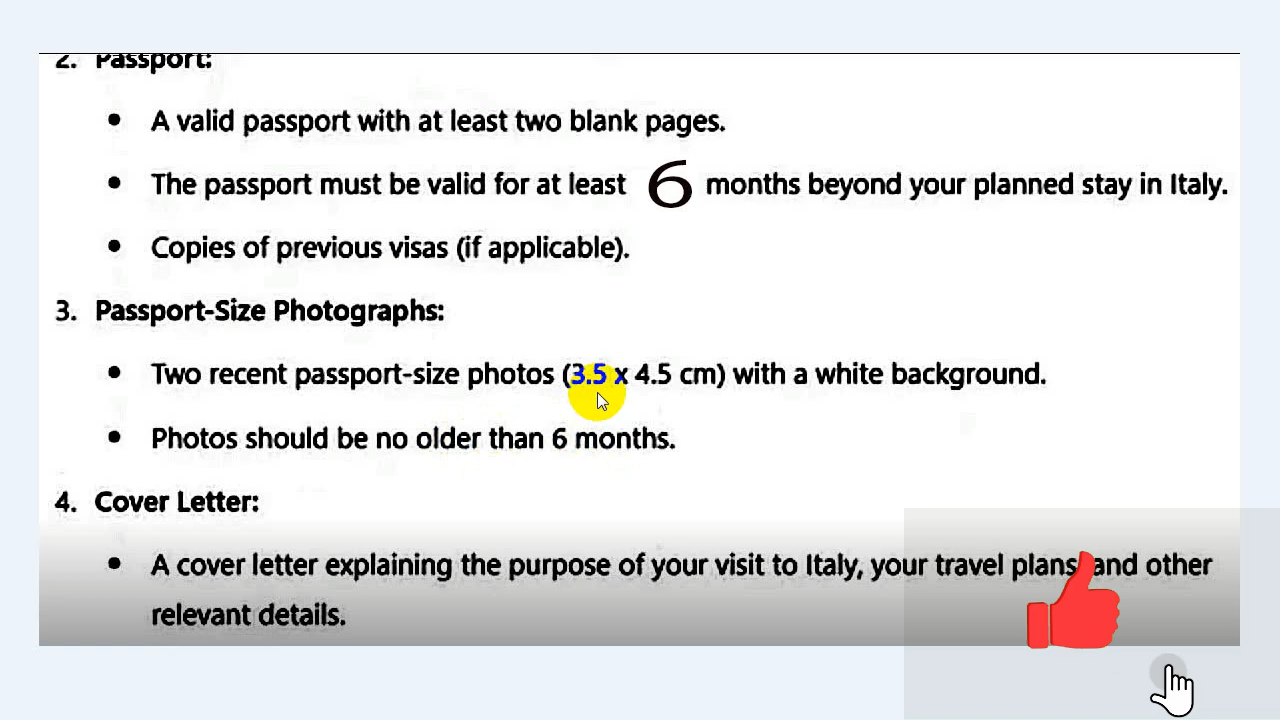 2. Passport:
• A valid passport with at least two blank pages.
• The passport must be valid for at least 6 months beyond your planned stay in Italy.
• Copies of previous visas (if applicable).
3. Passport-Size Photographs:
• Two recent passport-size photos (3.5 x 4.5 cm) with a white background.
• Photos should be no older than 6 months.
4. Cover Letter:
• A cover letter explaining the purpose of your visit to Italy, your travel plans, and other
relevant details.